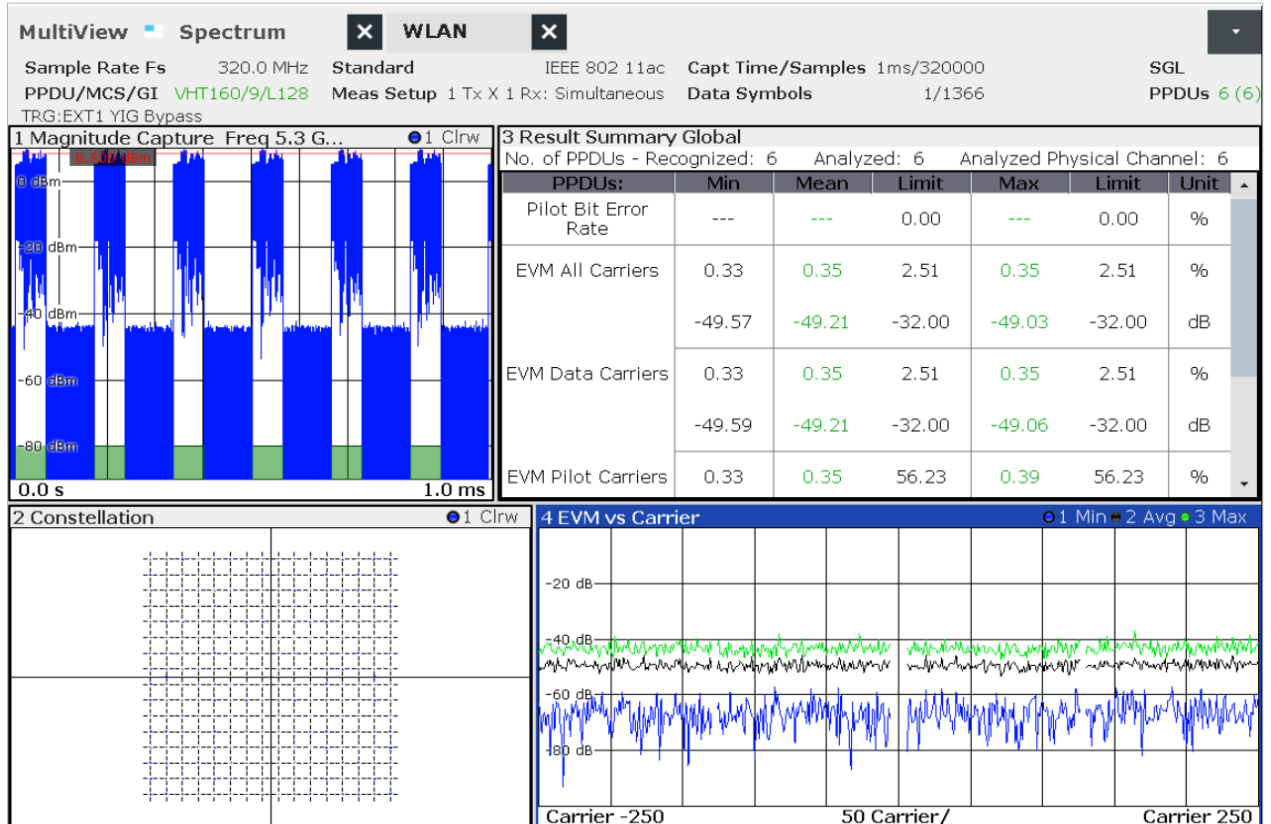 MultiView Spectrum X WLAN X
Sample Rate Fs 320.0 MHz Standard IEEE 802 11ac Capt Time/Samples 1ms/320000 SGL
PPDU/MCS/GI VHT160/9/L128 Meas Setup 1 Tx X 1 Rx: Simultaneous Data Symbols 1/1366 PPDUs 6 (6)
TRG:EXT1 YIG Bypass
1 Magnitude Capture Freq 5.3 G... 1 Clrw
8.500 dBm
0 dBm
-20 dBm
-40 dBm
-60 dBm
-80 dBm
0.0 s 1.0 ms
3 Result Summary Global
No. of PPDUs - Recognized: 6 Analyzed: 6 Analyzed Physical Channel: 6
PPDUs: Min Mean Limit Max Limit Unit
Pilot Bit Error
Rate --- --- 0.00 --- 0.00 %
EVM All Carriers 0.33 0.35 2.51 0.35 2.51 %
-49.57 -49.21 -32.00 -49.03 -32.00 dB
EVM Data Carriers 0.33 0.35 2.51 0.35 2.51 %
-49.59 -49.21 -32.00 -49.06 -32.00 dB
EVM Pilot Carriers 0.33 0.35 56.23 0.39 56.23 %
2 Constellation 1 Clrw
4 EVM vs Carrier 1 Min 2 Avg 3 Max
-20 dB
-40 dB
-60 dB
-80 dB
Carrier -250 50 Carrier/ Carrier 250